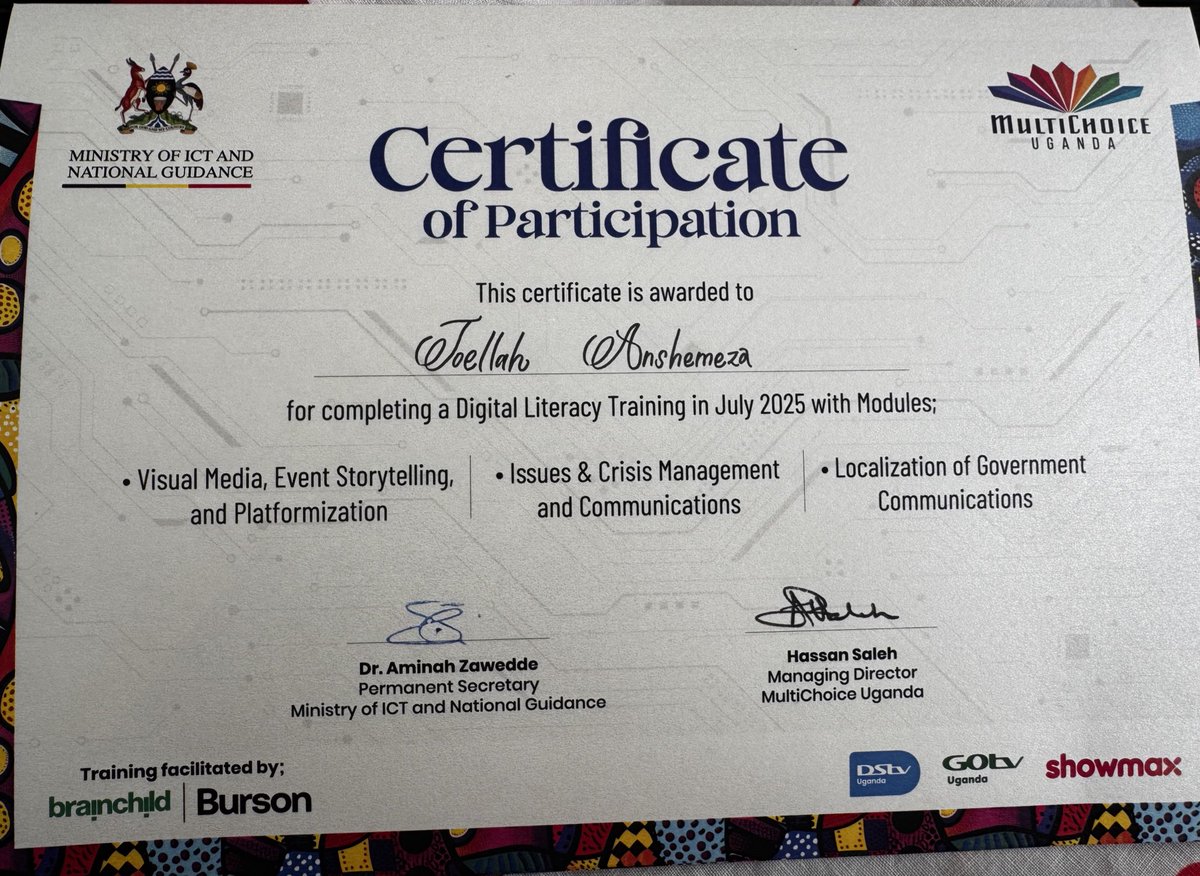 MINISTRY OF ICT AND
NATIONAL GUIDANCE
MULTICHOICE
UGANDA
Certificate
of Participation
This certificate is awarded to
Joellah Anshemeza
for completing a Digital Literacy Training in July 2025 with Modules;
• Visual Media, Event Storytelling,
and Platformization
• Issues & Crisis Management
and Communications
• Localization of Government
Communications
Dr. Aminah Zawedde
Permanent Secretary
Ministry of ICT and National Guidance
Hassan Saleh
Managing Director
MultiChoice Uganda
Training facilitated by;
brainchild
Burson
DStv
Uganda
GOtv
Uganda
showmax